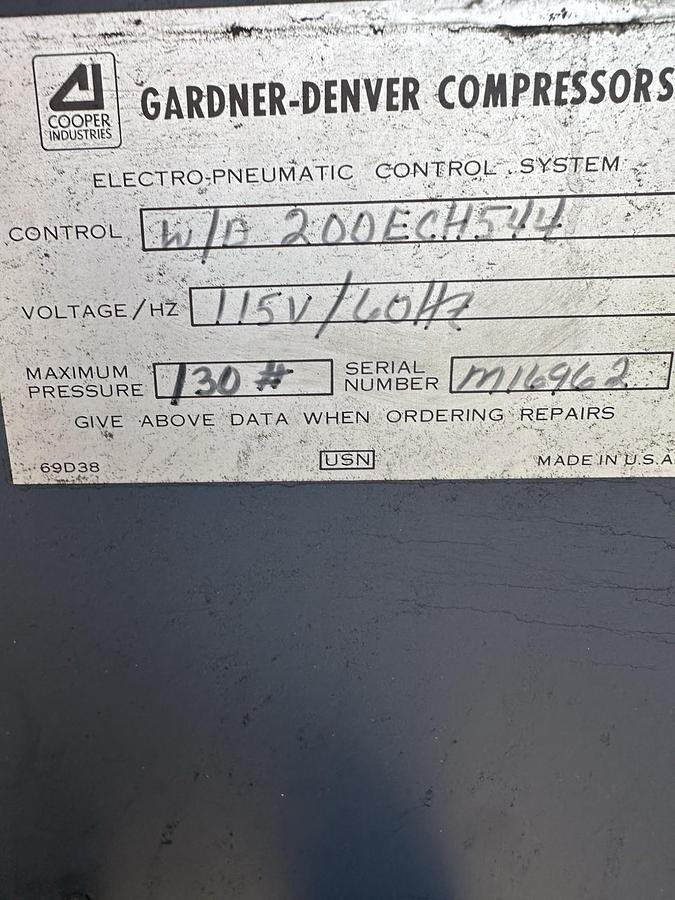 COOPER
INDUSTRIES
GARDNER-DENVER COMPRESSORS
ELECTRO-PNEUMATIC CONTROL SYSTEM
CONTROL W/D 200ECH544
VOLTAGE/HZ 115V/60Hz
MAXIMUM
PRESSURE 130 #
SERIAL
NUMBER M16962
GIVE ABOVE DATA WHEN ORDERING REPAIRS
69D38 USN MADE IN U.S.A